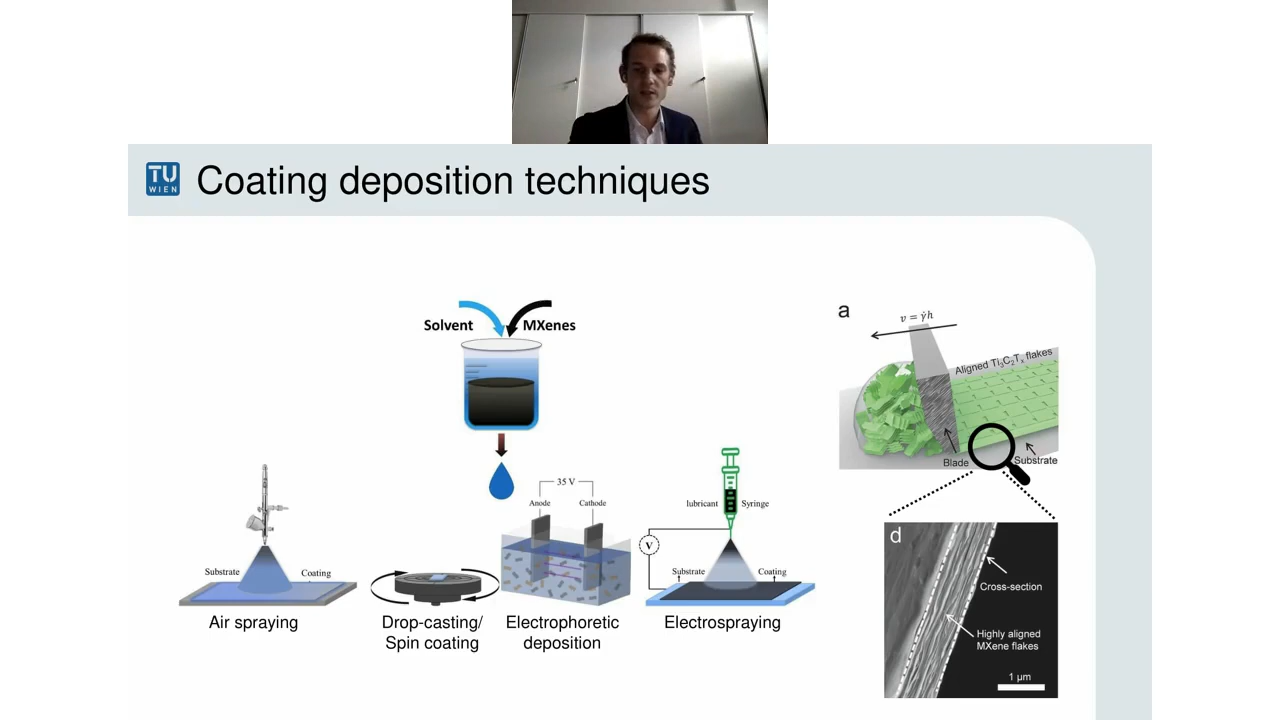 TU
WIEN
Coating deposition techniques
Solvent
MXenes
35 V
Anode
Cathode
lubricant
Syringe
V
Substrate
Coating
Substrate
Coating
Air spraying
Drop-casting/
Spin coating
Electrophoretic
deposition
Electrospraying
a
v = γ̇h
Aligned Ti₃C₂Tₓ flakes
Blade
Substrate
d
Cross-section
Highly aligned
MXene flakes
1 µm